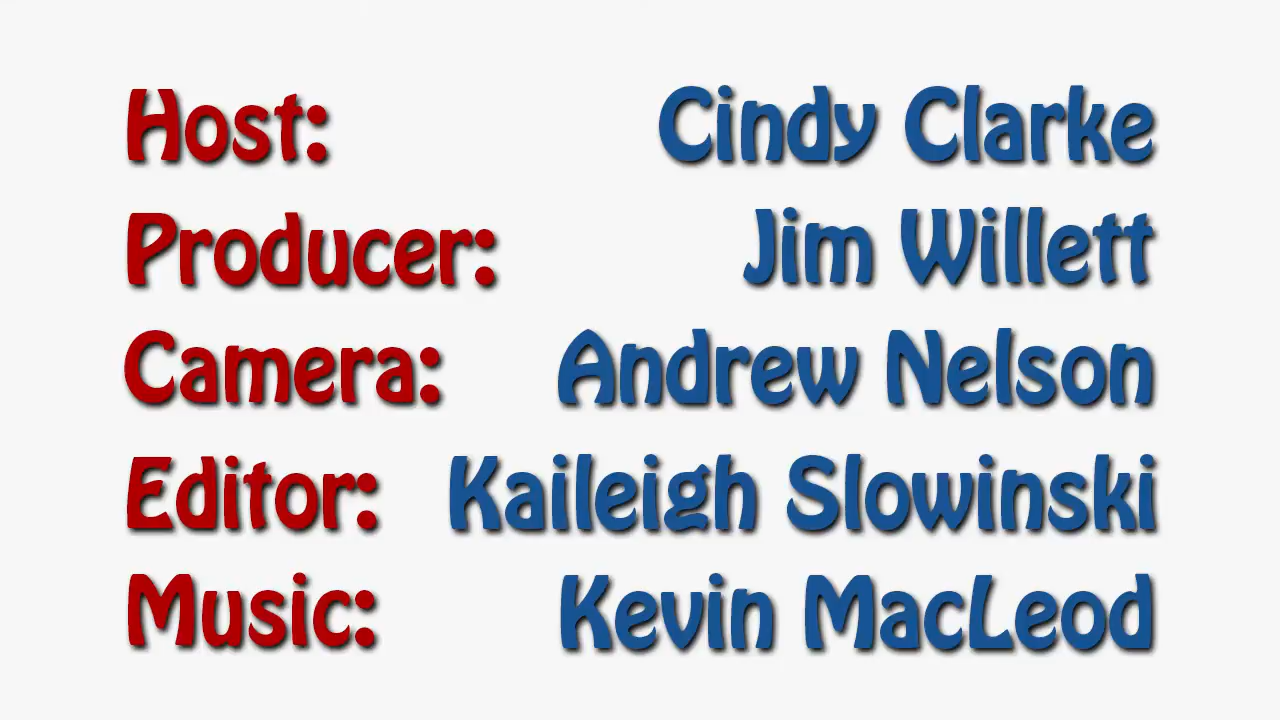 Host: Cindy Clarke
Producer: Jim Willett
Camera: Andrew Nelson
Editor: Kaileigh Slowinski
Music: Kevin MacLeod